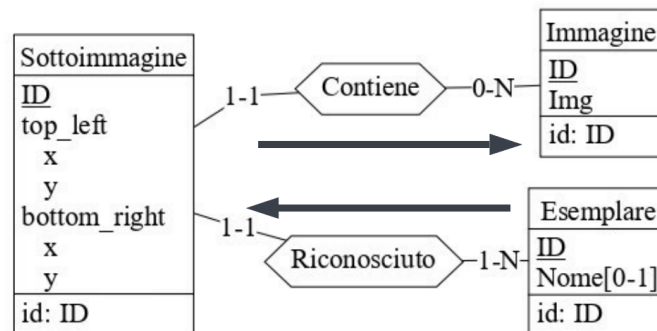 Sottoimmagine
ID
top_left
x
y
bottom_right
x
y
id: ID
1-1
Contiene
0-N
Immagine
ID
Img
id: ID
1-1
Riconosciuto
1-N
Esemplare
ID
Nome[0-1]
id: ID